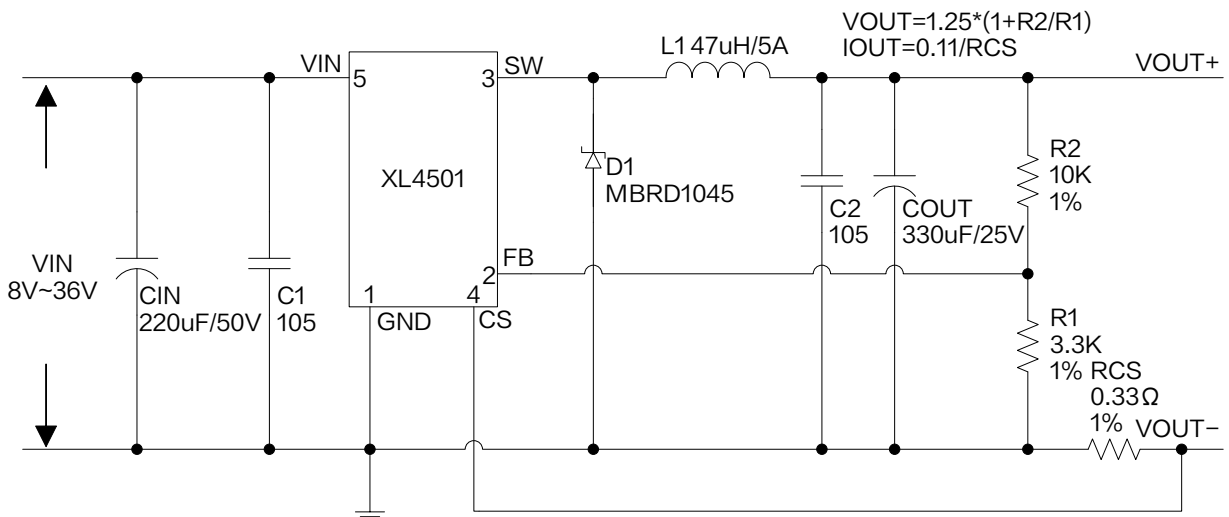 VOUT=1.25*(1+R2/R1)
IOUT=0.11/RCS
L1 47uH/5A
VIN
5
3
SW
VOUT+
XL4501
D1
MBRD1045
R2
10K
1%
C2
105
COUT
330uF/25V
VIN
8V~36V
CIN
220uF/50V
C1
105
2
FB
1
GND
4
CS
R1
3.3K
1%
RCS
0.33Ω
1%
VOUT−